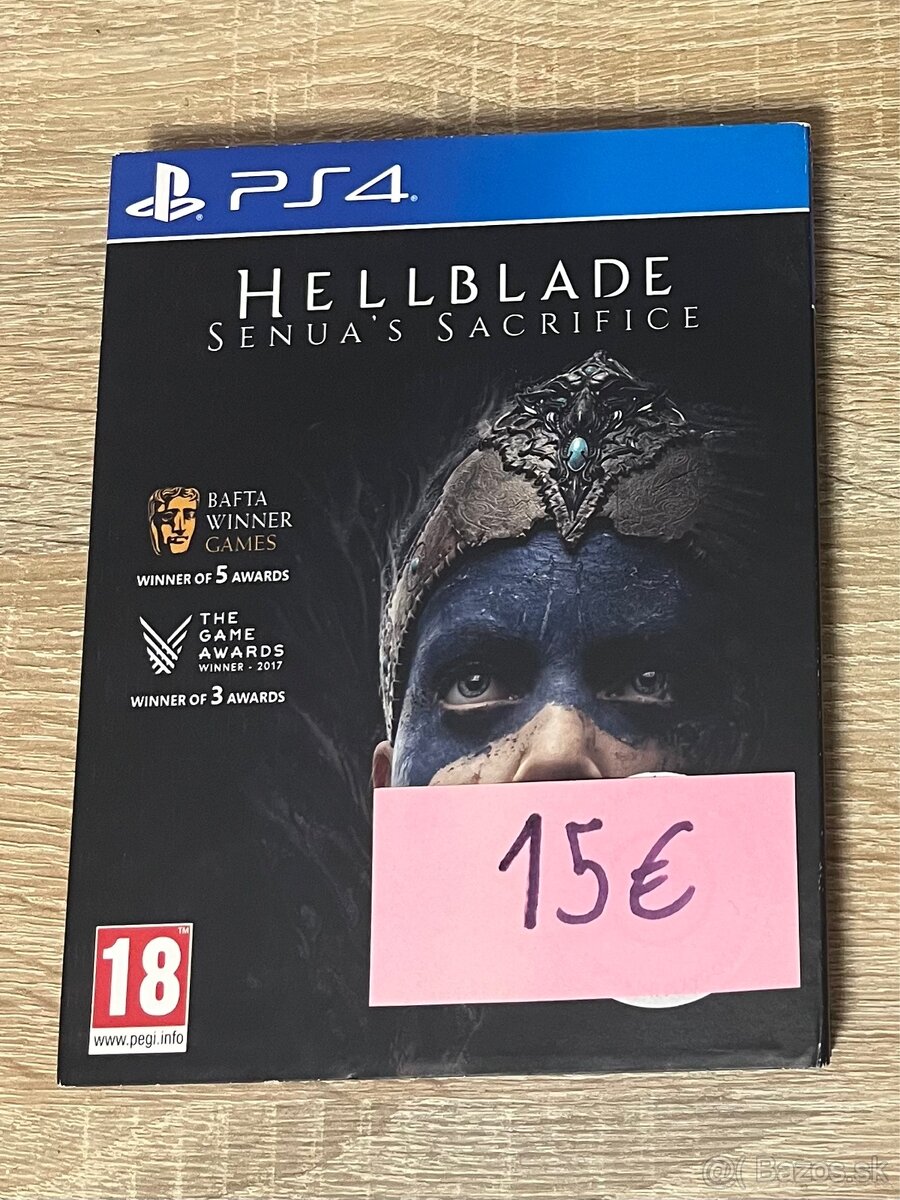 PS4
HELLBLADE
SENUA'S SACRIFICE
BAFTA
WINNER
GAMES
WINNER OF 5 AWARDS
THE
GAME
AWARDS
WINNER - 2017
WINNER OF 3 AWARDS
15€
18
www.pegi.info
@( Bazos.sk